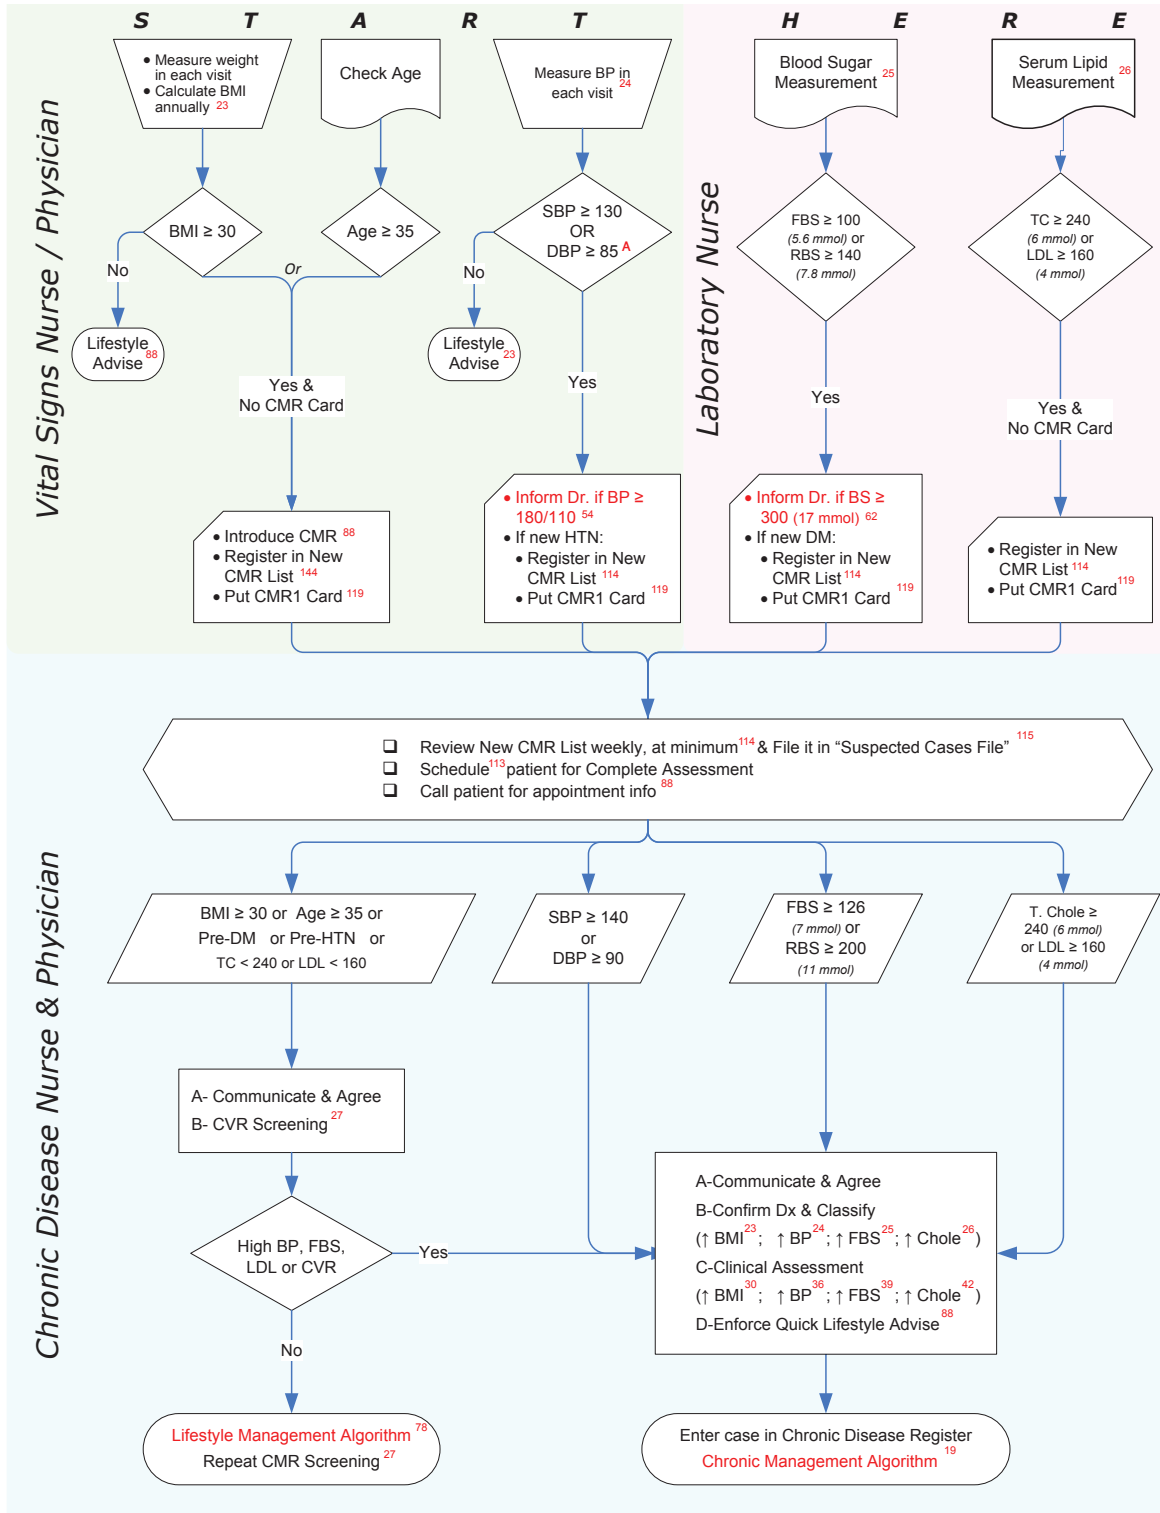 S T A R T H E R E
Vital Signs Nurse / Physician
Laboratory Nurse
Chronic Disease Nurse & Physician
• Measure weight
in each visit
• Calculate BMI
annually 23
Check Age
Measure BP in
each visit 24
Blood Sugar
Measurement 25
Serum Lipid
Measurement 26
BMI ≥ 30
Age ≥ 35
SBP ≥ 130
OR
DBP ≥ 85 A
FBS ≥ 100
(5.6 mmol) or
RBS ≥ 140
(7.8 mmol)
TC ≥ 240
(6 mmol) or
LDL ≥ 160
(4 mmol)
No
Or
No
Lifestyle
Advise 88
Lifestyle
Advise 23
Yes &
No CMR Card
Yes
Yes
Yes &
No CMR Card
• Introduce CMR 88
• Register in New
CMR List 144
• Put CMR1 Card 119
• Inform Dr. if BP ≥
180/110 54
• If new HTN:
• Register in New
CMR List 114
• Put CMR1 Card 119
• Inform Dr. if BS ≥
300 (17 mmol) 62
• If new DM:
• Register in New
CMR List 114
• Put CMR1 Card 119
• Register in New
CMR List 114
• Put CMR1 Card 119
❑ Review New CMR List weekly, at minimum 114 & File it in “Suspected Cases File” 115
❑ Schedule 113 patient for Complete Assessment
❑ Call patient for appointment info 88
BMI ≥ 30 or Age ≥ 35 or
Pre-DM or Pre-HTN or
TC < 240 or LDL < 160
SBP ≥ 140
or
DBP ≥ 90
FBS ≥ 126
(7 mmol) or
RBS ≥ 200
(11 mmol)
T. Chole ≥
240 (6 mmol)
or LDL ≥ 160
(4 mmol)
A- Communicate & Agree
B- CVR Screening 27
High BP, FBS,
LDL or CVR
Yes
No
A-Communicate & Agree
B-Confirm Dx & Classify
(↑ BMI 23; ↑ BP 24; ↑ FBS 25; ↑ Chole 26)
C-Clinical Assessment
(↑ BMI 30; ↑ BP 36; ↑ FBS 39; ↑ Chole 42)
D-Enforce Quick Lifestyle Advise 88
Lifestyle Management Algorithm 78
Repeat CMR Screening 27
Enter case in Chronic Disease Register
Chronic Management Algorithm 19